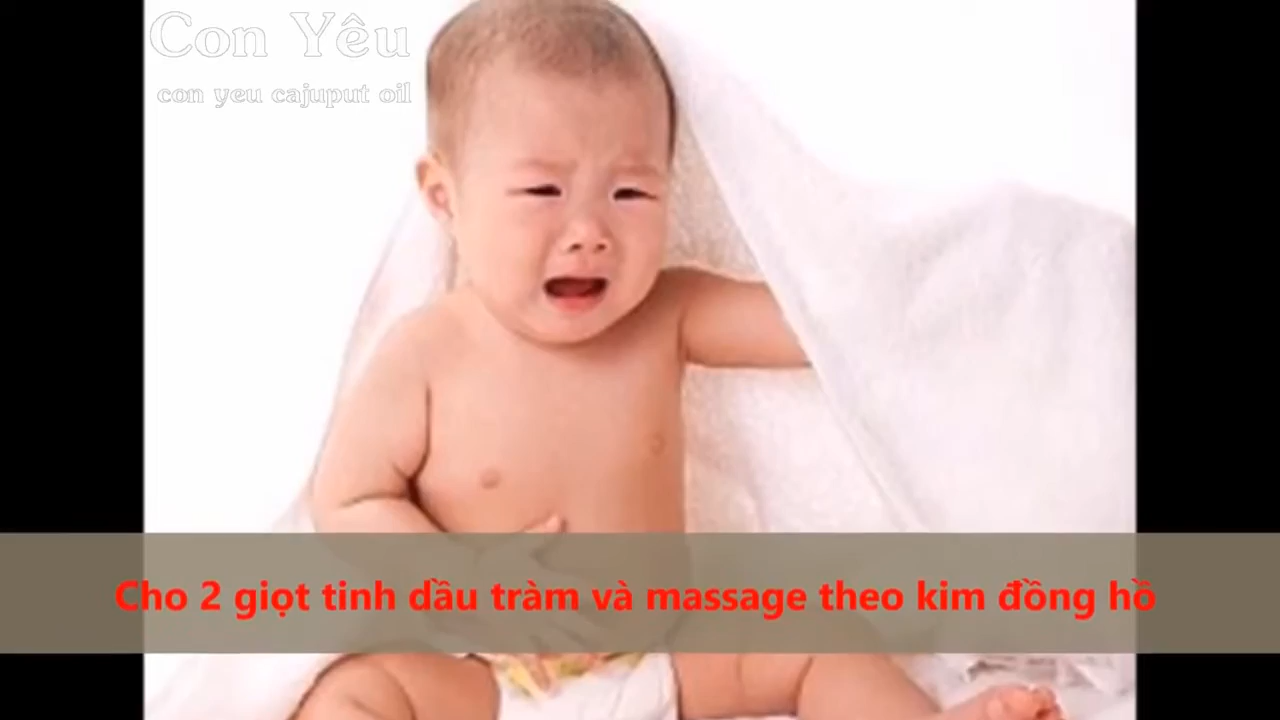 Con Yêu
con yeu cajuput oil
Cho 2 giọt tinh dầu tràm và massage theo kim đồng hồ